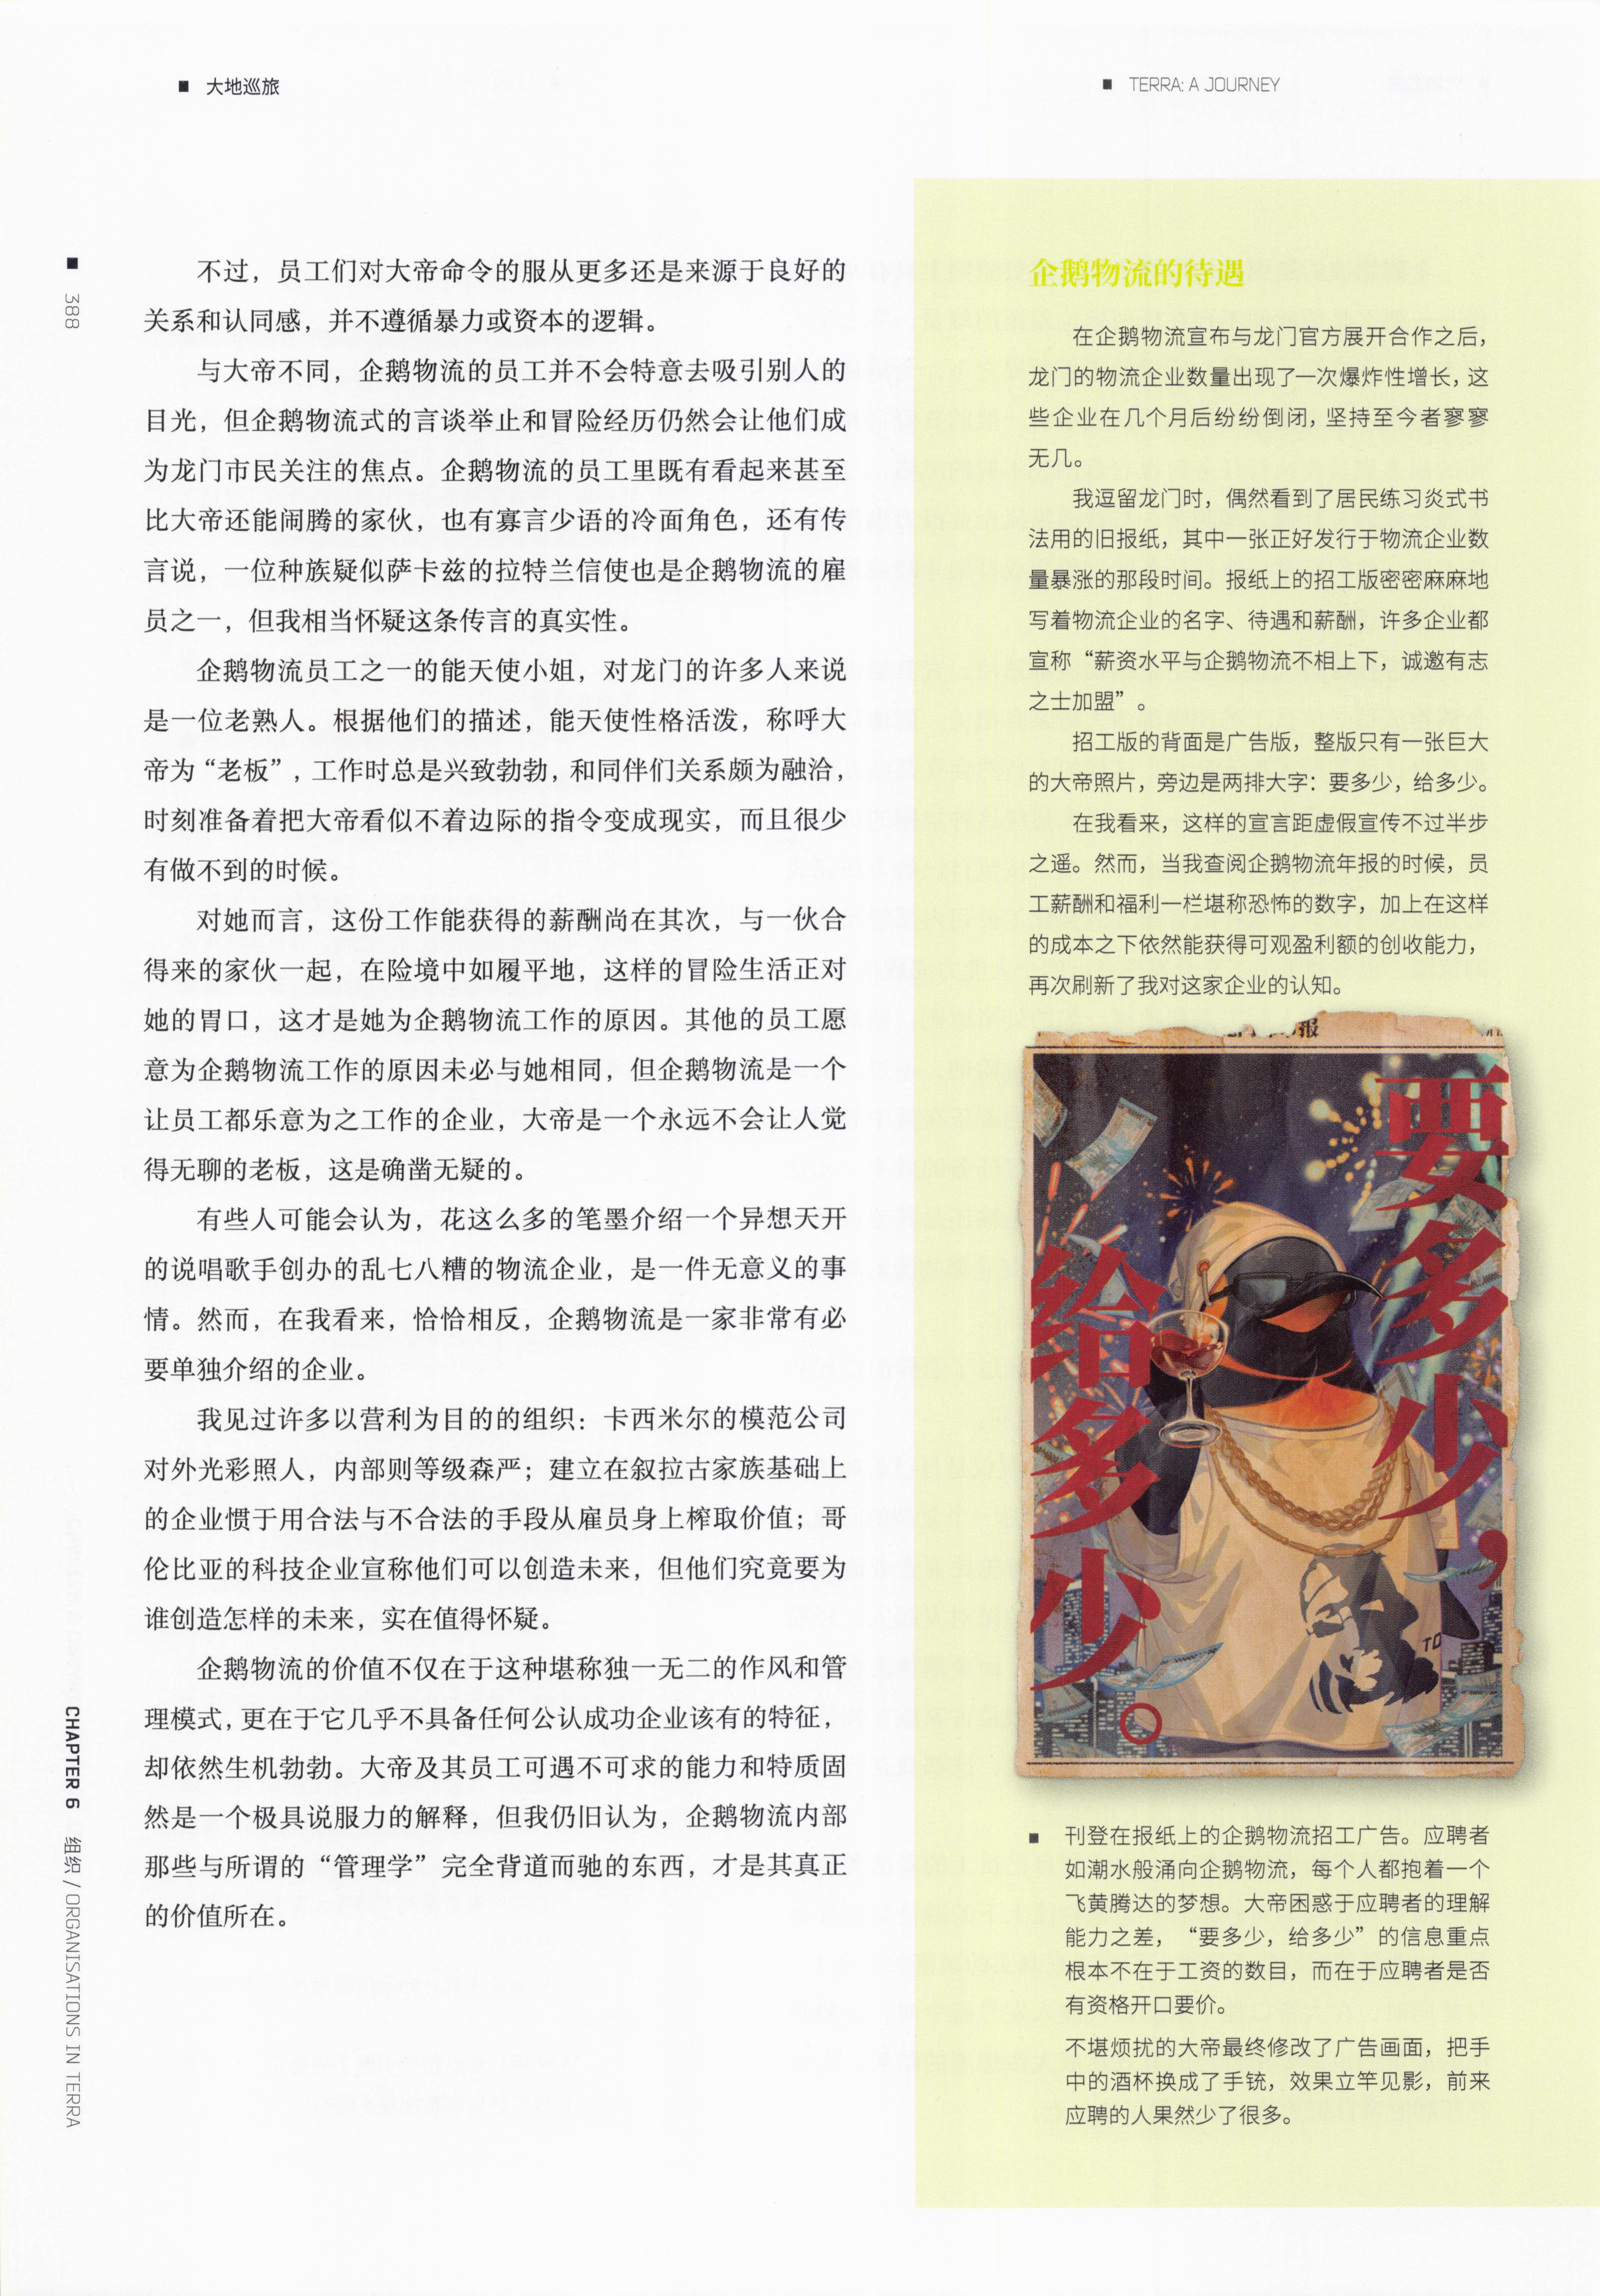 大地巡旅
TERRA: A JOURNEY
388
不过，员工们对大帝命令的服从更多还是来源于良好的
关系和认同感，并不遵循暴力或资本的逻辑。
与大帝不同，企鹅物流的员工并不会特意去吸引别人的
目光，但企鹅物流式的言谈举止和冒险经历仍然会让他们成
为龙门市民关注的焦点。企鹅物流的员工里既有看起来甚至
比大帝还能闹腾的家伙，也有寡言少语的冷面角色，还有传
言说，一位种族疑似萨卡兹的拉特兰信使也是企鹅物流的雇
员之一，但我相当怀疑这条传言的真实性。
企鹅物流员工之一的能天使小姐，对龙门的许多人来说
是一位老熟人。根据他们的描述，能天使性格活泼，称呼大
帝为“老板”，工作时总是兴致勃勃，和同伴们关系颇为融洽，
时刻准备着把大帝看似不着边际的指令变成现实，而且很少
有做不到的时候。
对她而言，这份工作能获得的薪酬尚在其次，与一伙合
得来的家伙一起，在险境中如履平地，这样的冒险生活正对
她的胃口，这才是她为企鹅物流工作的原因。其他的员工愿
意为企鹅物流工作的原因未必与她相同，但企鹅物流是一个
让员工都乐意为之工作的企业，大帝是一个永远不会让人觉
得无聊的老板，这是确凿无疑的。
有些人可能会认为，花这么多的笔墨介绍一个异想天开
的说唱歌手创办的乱七八糟的物流企业，是一件无意义的事
情。然而，在我看来，恰恰相反，企鹅物流是一家非常有必
要单独介绍的企业。
我见过许多以营利为目的的组织：卡西米尔的模范公司
对外光彩照人，内部则等级森严；建立在叙拉古家族基础上
的企业惯于用合法与不合法的手段从雇员身上榨取价值；哥
伦比亚的科技企业宣称他们可以创造未来，但他们究竟要为
谁创造怎样的未来，实在值得怀疑。
企鹅物流的价值不仅在于这种堪称独一无二的作风和管
理模式，更在于它几乎不具备任何公认成功企业该有的特征，
却依然生机勃勃。大帝及其员工可遇不可求的能力和特质固
然是一个极具说服力的解释，但我仍旧认为，企鹅物流内部
那些与所谓的“管理学”完全背道而驰的东西，才是其真正
的价值所在。
企鹅物流的待遇
在企鹅物流宣布与龙门官方展开合作之后，
龙门的物流企业数量出现了一次爆炸性增长，这
些企业在几个月后纷纷倒闭，坚持至今者寥寥
无几。
我逗留龙门时，偶然看到了居民练习炎式书
法用的旧报纸，其中一张正好发行于物流企业数
量暴涨的那段时间。报纸上的招工版密密麻麻地
写着物流企业的名字、待遇和薪酬，许多企业都
宣称“薪资水平与企鹅物流不相上下，诚邀有志
之士加盟”。
招工版的背面是广告版，整版只有一张巨大
的大帝照片，旁边是两排大字：要多少，给多少。
在我看来，这样的宣言距虚假宣传不过半步
之遥。然而，当我查阅企鹅物流年报的时候，员
工薪酬和福利一栏堪称恐怖的数字，加上在这样
的成本之下依然能获得可观盈利额的创收能力，
再次刷新了我对这家企业的认知。
报
要多少，
给多少。
TD
刊登在报纸上的企鹅物流招工广告。应聘者
如潮水般涌向企鹅物流，每个人都抱着一个
飞黄腾达的梦想。大帝困惑于应聘者的理解
能力之差，“要多少，给多少”的信息重点
根本不在于工资的数目，而在于应聘者是否
有资格开口要价。
不堪烦扰的大帝最终修改了广告画面，把手
中的酒杯换成了手铳，效果立竿见影，前来
应聘的人果然少了很多。
CHAPTER 6 组织 / ORGANISATIONS IN TERRA